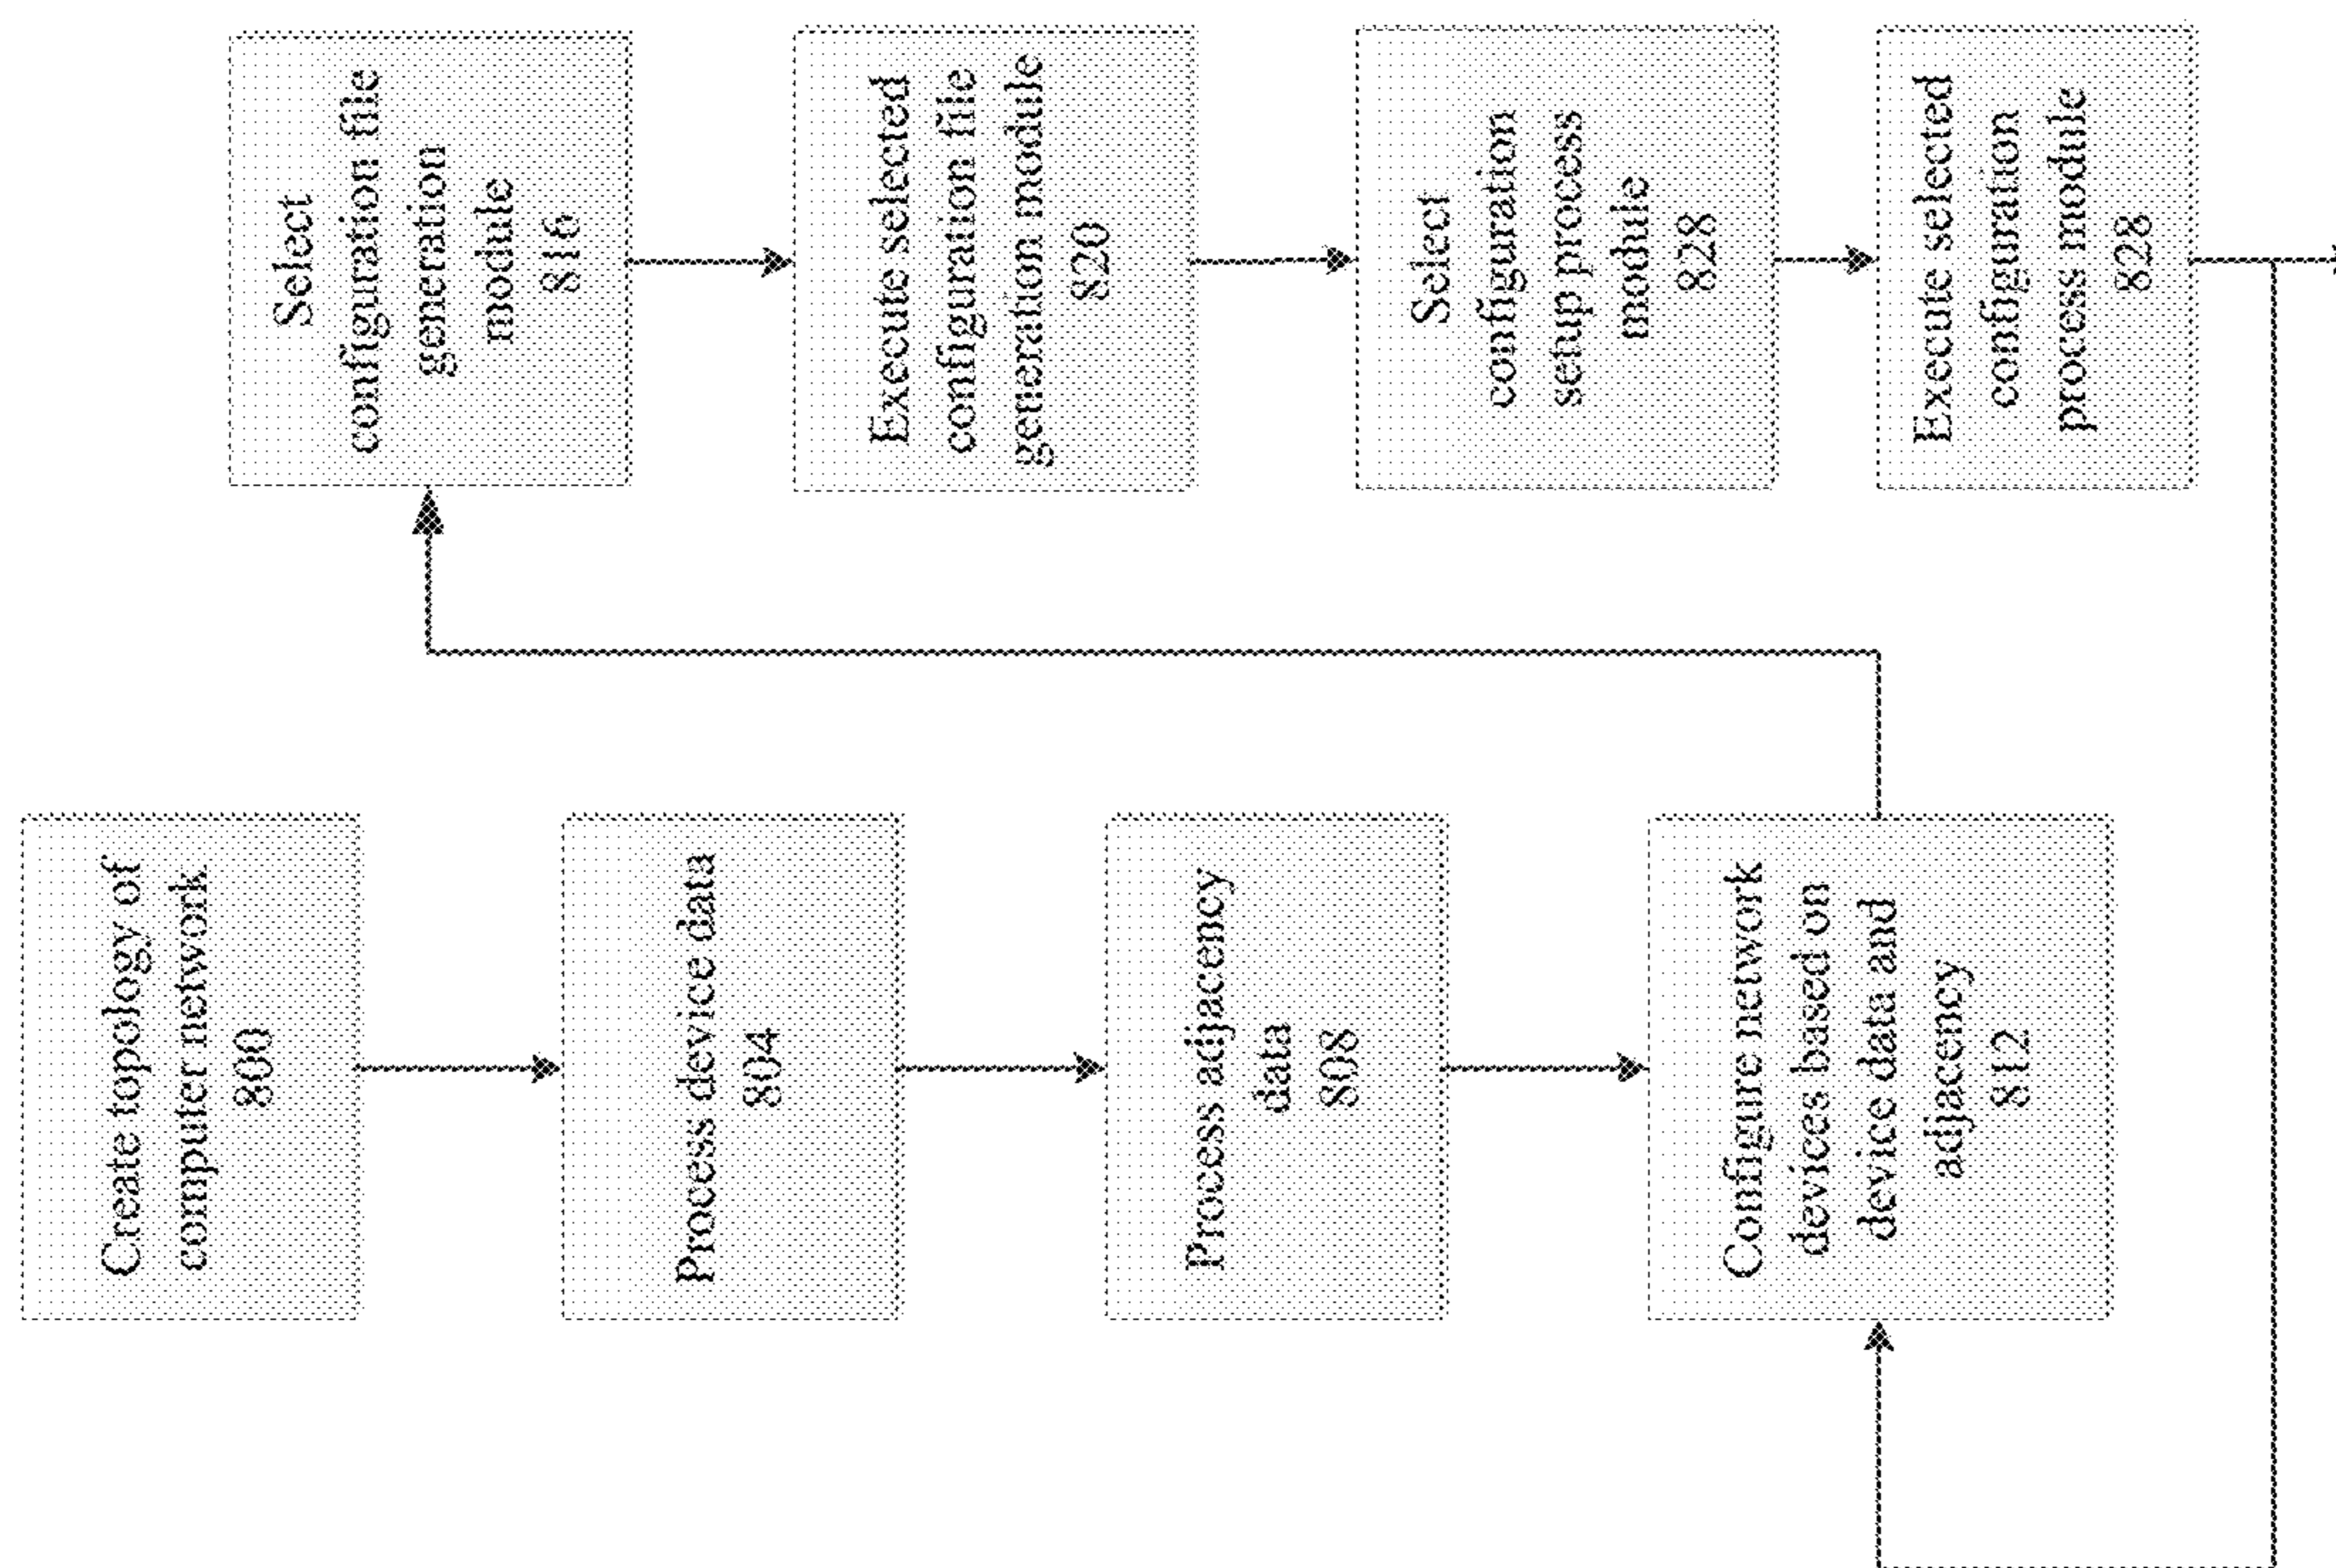 Create topology of
computer network
800
Process device data
804
Process adjacency
data
808
Configure network
devices based on
device data and
adjacency
812
Select
configuration file
generation
module
816
Execute selected
configuration file
generation module
820
Select
configuration
setup process
module
828
Execute selected
configuration
process module
828